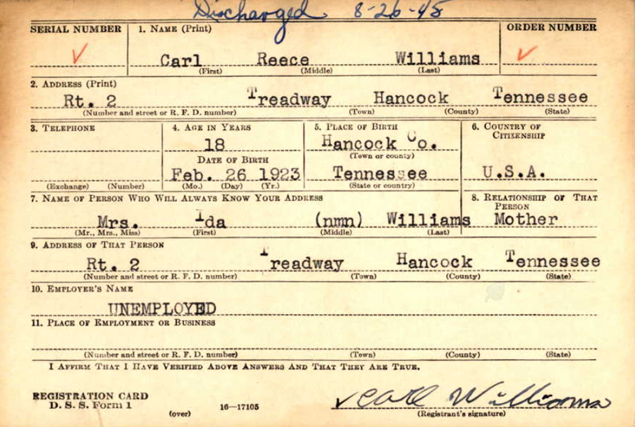 Discharged 8-26-45
SERIAL NUMBER 1. NAME (Print) ORDER NUMBER
Carl Reece Williams
(First) (Middle) (Last)
2. ADDRESS (Print)
Rt. 2 Treadway Hancock Tennessee
(Number and street or R. F. D. number) (Town) (County) (State)
3. TELEPHONE 4. AGE IN YEARS 5. PLACE OF BIRTH 6. COUNTRY OF CITIZENSHIP
18 Hancock Co.
DATE OF BIRTH (Town or county)
Feb. 26 1923 Tennessee U.S.A.
(Exchange) (Number) (Mo.) (Day) (Yr.) (State or country)
7. NAME OF PERSON WHO WILL ALWAYS KNOW YOUR ADDRESS 8. RELATIONSHIP OF THAT PERSON
Mrs. Ida (nmn) Williams Mother
(Mr., Mrs., Miss) (First) (Middle) (Last)
9. ADDRESS OF THAT PERSON
Rt. 2 Treadway Hancock Tennessee
(Number and street or R. F. D. number) (Town) (County) (State)
10. EMPLOYER'S NAME
UNEMPLOYED
11. PLACE OF EMPLOYMENT OR BUSINESS
(Number and street or R. F. D. number) (Town) (County) (State)
I AFFIRM THAT I HAVE VERIFIED ABOVE ANSWERS AND THAT THEY ARE TRUE.
REGISTRATION CARD
D. S. S. Form 1 (over) 16-17105 Carl Williams
(Registrant's signature)